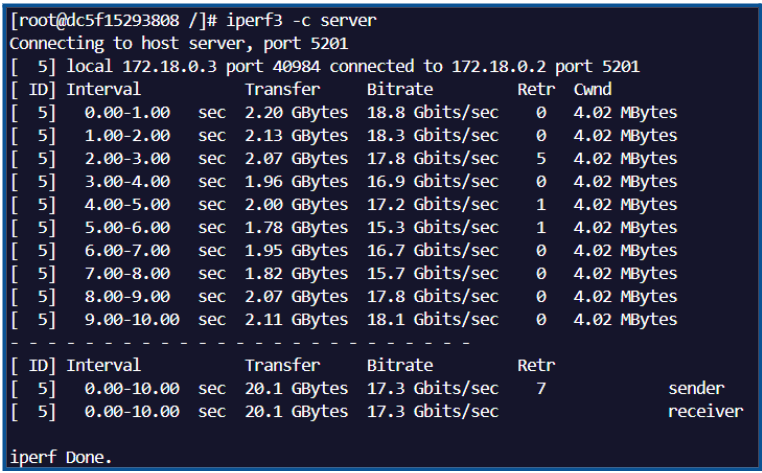 [root@dc5f15293808 /]# iperf3 -c server
Connecting to host server, port 5201
[  5] local 172.18.0.3 port 40984 connected to 172.18.0.2 port 5201
[ ID] Interval           Transfer     Bitrate         Retr  Cwnd
[  5]   0.00-1.00   sec  2.20 GBytes  18.8 Gbits/sec    0   4.02 MBytes
[  5]   1.00-2.00   sec  2.13 GBytes  18.3 Gbits/sec    0   4.02 MBytes
[  5]   2.00-3.00   sec  2.07 GBytes  17.8 Gbits/sec    5   4.02 MBytes
[  5]   3.00-4.00   sec  1.96 GBytes  16.9 Gbits/sec    0   4.02 MBytes
[  5]   4.00-5.00   sec  2.00 GBytes  17.2 Gbits/sec    1   4.02 MBytes
[  5]   5.00-6.00   sec  1.78 GBytes  15.3 Gbits/sec    1   4.02 MBytes
[  5]   6.00-7.00   sec  1.95 GBytes  16.7 Gbits/sec    0   4.02 MBytes
[  5]   7.00-8.00   sec  1.82 GBytes  15.7 Gbits/sec    0   4.02 MBytes
[  5]   8.00-9.00   sec  2.07 GBytes  17.8 Gbits/sec    0   4.02 MBytes
[  5]   9.00-10.00  sec  2.11 GBytes  18.1 Gbits/sec    0   4.02 MBytes
- - - - - - - - - - - - - - - - - - - - - - - - -
[ ID] Interval           Transfer     Bitrate         Retr
[  5]   0.00-10.00  sec  20.1 GBytes  17.3 Gbits/sec    7             sender
[  5]   0.00-10.00  sec  20.1 GBytes  17.3 Gbits/sec                  receiver
iperf Done.